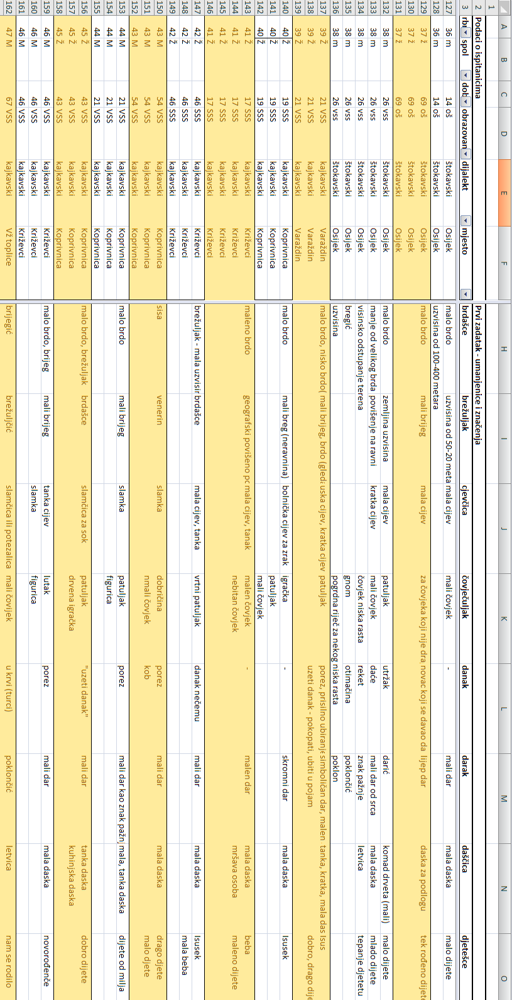 A B C D E F H I J K L M N O
1
2 Podaci o ispitanicima Prvi zadatak - umanjenice i značenja
3 rbr spol dob obrazovan dijalekt mjesto brdašce brežuljak cjevčica čovječuljak danak darak daščica djetešce
127 36 m 14 oš štokavski Osijek malo brdo uzvisina od 50-20 meta mala cijev mali čovjek - mali dar mala daska malo dijete
128 36 m 14 oš štokavski Osijek uzvisina od 100-400 metara
129 37 ž 69 oš štokavski Osijek malo brdo mali brijeg mala cijev za čovjeka koji nije dra novac koji se davao da lijep dar daska za podlogu tek rođeno dijete
130 37 ž 69 oš štokavski Osijek
131 37 ž 69 oš štokavski Osijek
132 38 m 26 vss štokavski Osijek malo brdo zemljina uzvisina mala cijev patuljak utržak darić komad drveta (mali) malo dijete
133 38 m 26 vss štokavski Osijek manje od velikog brda povišenje na ravni kratka cijev mali čovjek daće mali dar od srca mala daska mlado dijete
134 38 m 26 vss štokavski Osijek visinsko odstupanje terena čovjek niska rasta reket znak pažnje letvica tepanje djetetu
135 38 m 26 vss štokavski Osijek bregić gnom otimačina poklončić
136 38 m 26 vss štokavski Osijek uzvisina pogrdna riječ za nekog niska rasta poklon
137 39 ž 21 VSS kajkavski Varaždin malo brdo, nisko brdo( mali brijeg, brdo (gleda uska cijev, kratka cijev patuljak porez, prisilno ubiranje simboličan dar, malen tanka, kratka, mala das Isus
138 39 ž 21 VSS kajkavski Varaždin uzeti danak - pokopati, ubiti u pojam dobro, drago dije
139 39 Ž 21 VSS kajkavski Varaždin
140 40 Ž 19 SSS kajkavski Koprivnica malo brdo mali breg (neravnina) bolnička cijev za zrak igračka - skromni dar mala daska Isusek
141 40 Ž 19 SSS kajkavski Koprivnica patuljak
142 40 Ž 19 SSS kajkavski Koprivnica mali čovjek
143 41 Ž 17 SSS kajkavski Križevci maleno brdo geografski povišeno po mala cijev, tanak malen čovjek - malen dar mala daska beba
144 41 Ž 17 SSS kajkavski Križevci nebitan čovjek mršava osoba maleno dijete
145 41 Ž 17 SSS kajkavski Križevci
146 41 Ž 17 SSS kajkavski Križevci
147 42 Ž 46 SSS kajkavski Križevci brežuljak - mala uzvisin brdašce mala cijev, tanka vrtni patuljak danak nečemu mali dar mala daska Isusek
148 42 Ž 46 SSS kajkavski Križevci mala beba
149 42 Ž 46 SSS kajkavski Križevci
150 43 M 54 VSS kajkavski Koprivnica sisa venerin slamka dobričina porez mali dar mala daska drago dijete
151 43 M 54 VSS kajkavski Koprivnica nmali čovjek kob malo djete
152 43 M 54 VSS kajkavski Koprivnica
153 44 M 21 VSS kajkavski Koprivnica malo brdo mali brijeg slamka patuljak porez mali dar kao znak pažnj mala, tanka daska dijete od milja
154 44 M 21 VSS kajkavski Koprivnica figurica
155 44 M 21 VSS kajkavski Koprivnica
156 45 Ž 43 VSS kajkavski Koprivnica malo brdo, brežuljak brdašce slamčica za sok patuljak "uzeti danak" mali dar tanka daska dobro dijete
157 45 Ž 43 VSS kajkavski Koprivnica drvena igračka kuhinjska daska
158 45 Ž 43 VSS kajkavski Koprivnica
159 46 M 46 VSS kajkavski Križevci malo brdo, brijeg mali brijeg tanka cijev lutak porez mali dar mala daska novorođenče
160 46 M 46 VSS kajkavski Križevci slamka figurica
161 46 M 46 VSS kajkavski Križevci
162 47 M 67 VSS kajkavski Vž toplice brijegić brežuljčić slamčica ili potezalica mali čovijek u krvi (turci) poklončić letvica nam se rodilo